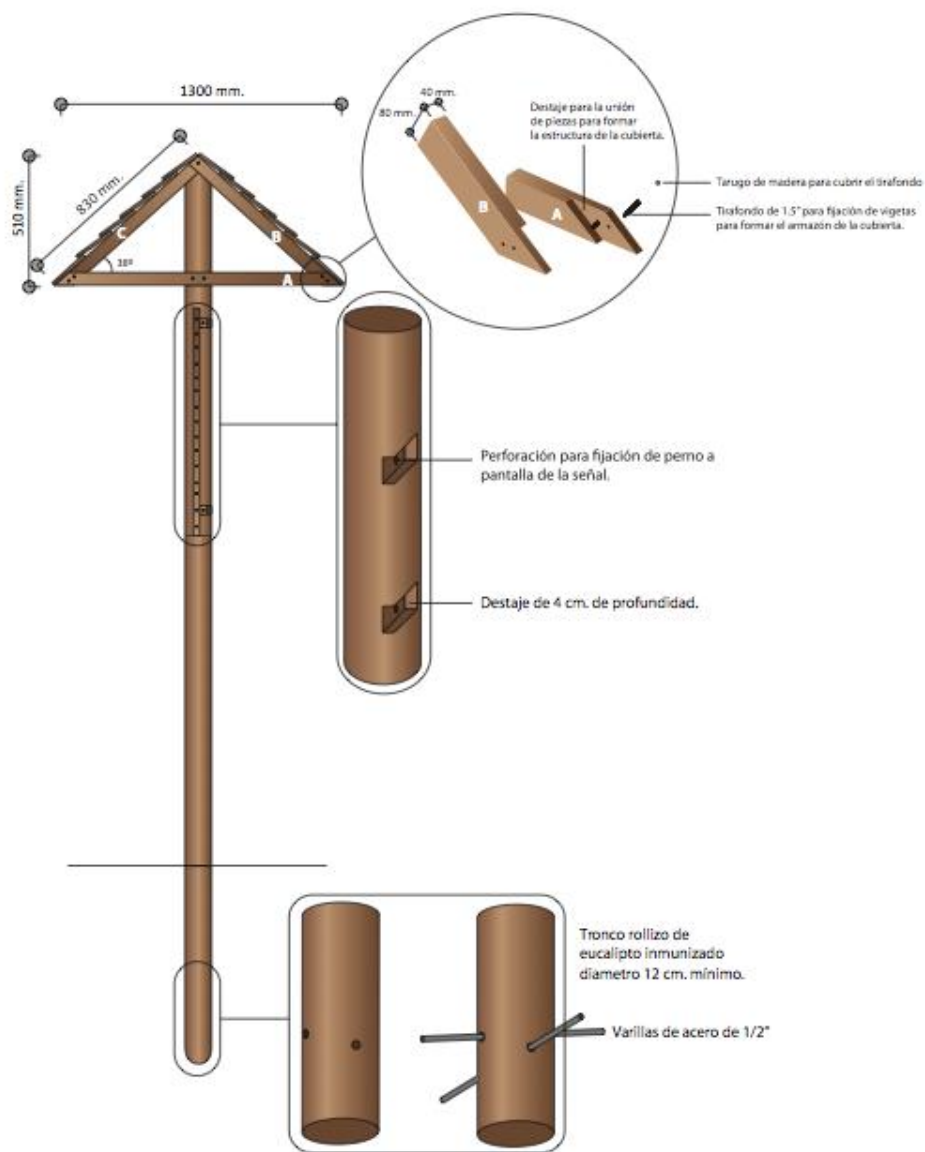 1300 mm.
40 mm.
80 mm.
Destaje para la unión
de piezas para formar
la estructura de la cubierta.
510 mm.
830 mm.
Tarugo de madera para cubrir el tirafondo
Tirafondo de 1.5" para fijación de vigetas
para formar el armazón de la cubierta.
B
A
C
B
38º
A
Perforación para fijación de perno a
pantalla de la señal.
Destaje de 4 cm. de profundidad.
Tronco rollizo de
eucalipto inmunizado
diametro 12 cm. mínimo.
Varillas de acero de 1/2"